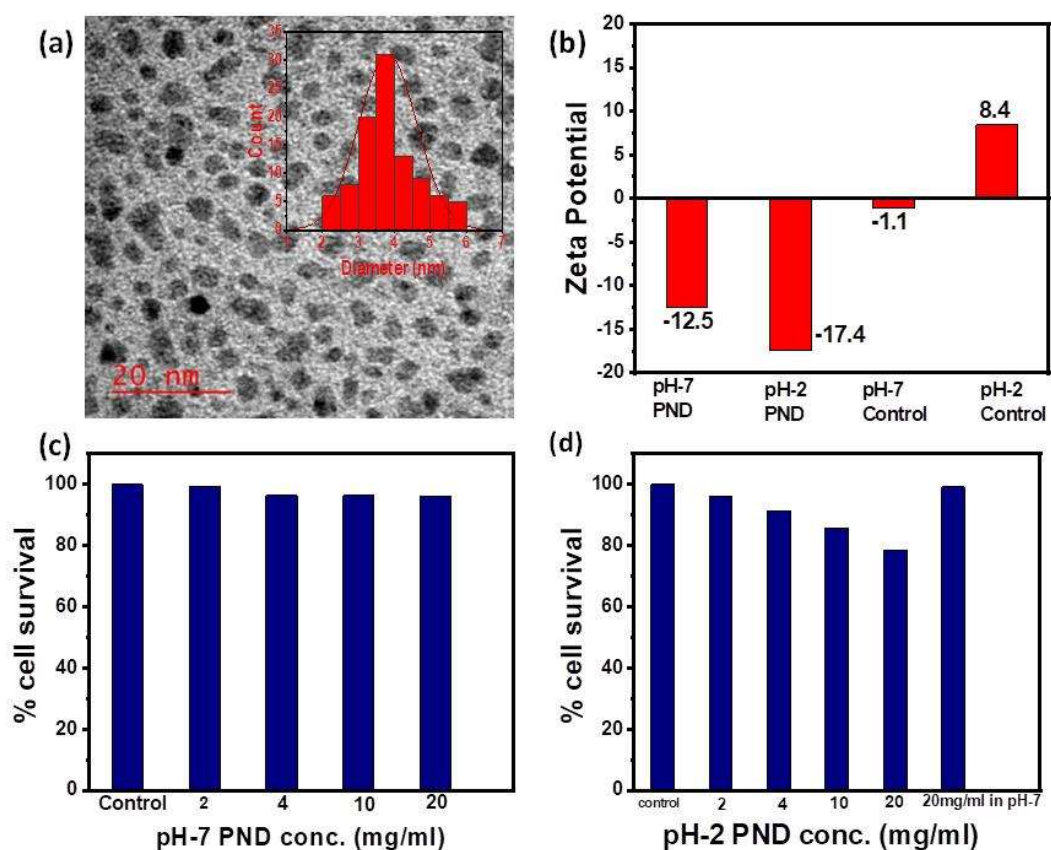 (a)
35
30
25
20
15
10
5
0
Count
1 2 3 4 5 6 7
Diameter (nm)
20 nm
(b)
20
15
10
5
0
-5
-10
-15
-20
Zeta Potential
-12.5
-17.4
-1.1
8.4
pH-7 PND
pH-2 PND
pH-7 Control
pH-2 Control
(c)
100
80
60
40
20
0
% cell survival
Control 2 4 10 20
pH-7 PND conc. (mg/ml)
(d)
100
80
60
40
20
0
% cell survival
control 2 4 10 20 20mg/ml in pH-7
pH-2 PND conc. (mg/ml)